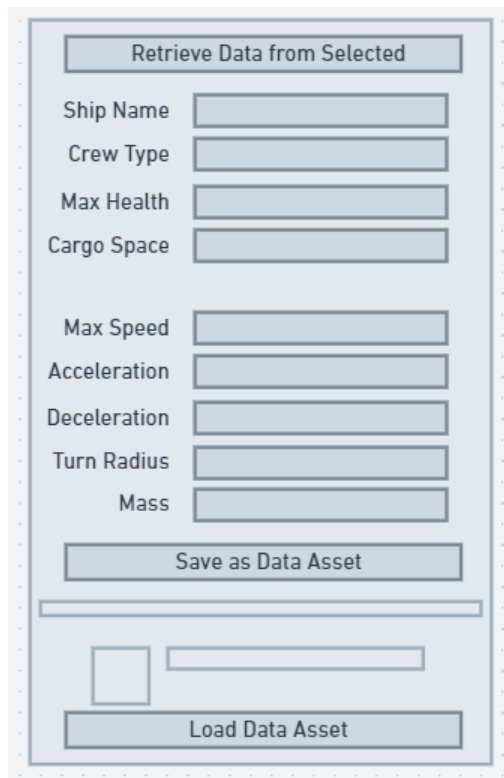 Retrieve Data from Selected
Ship Name
Crew Type
Max Health
Cargo Space
Max Speed
Acceleration
Deceleration
Turn Radius
Mass
Save as Data Asset
Load Data Asset